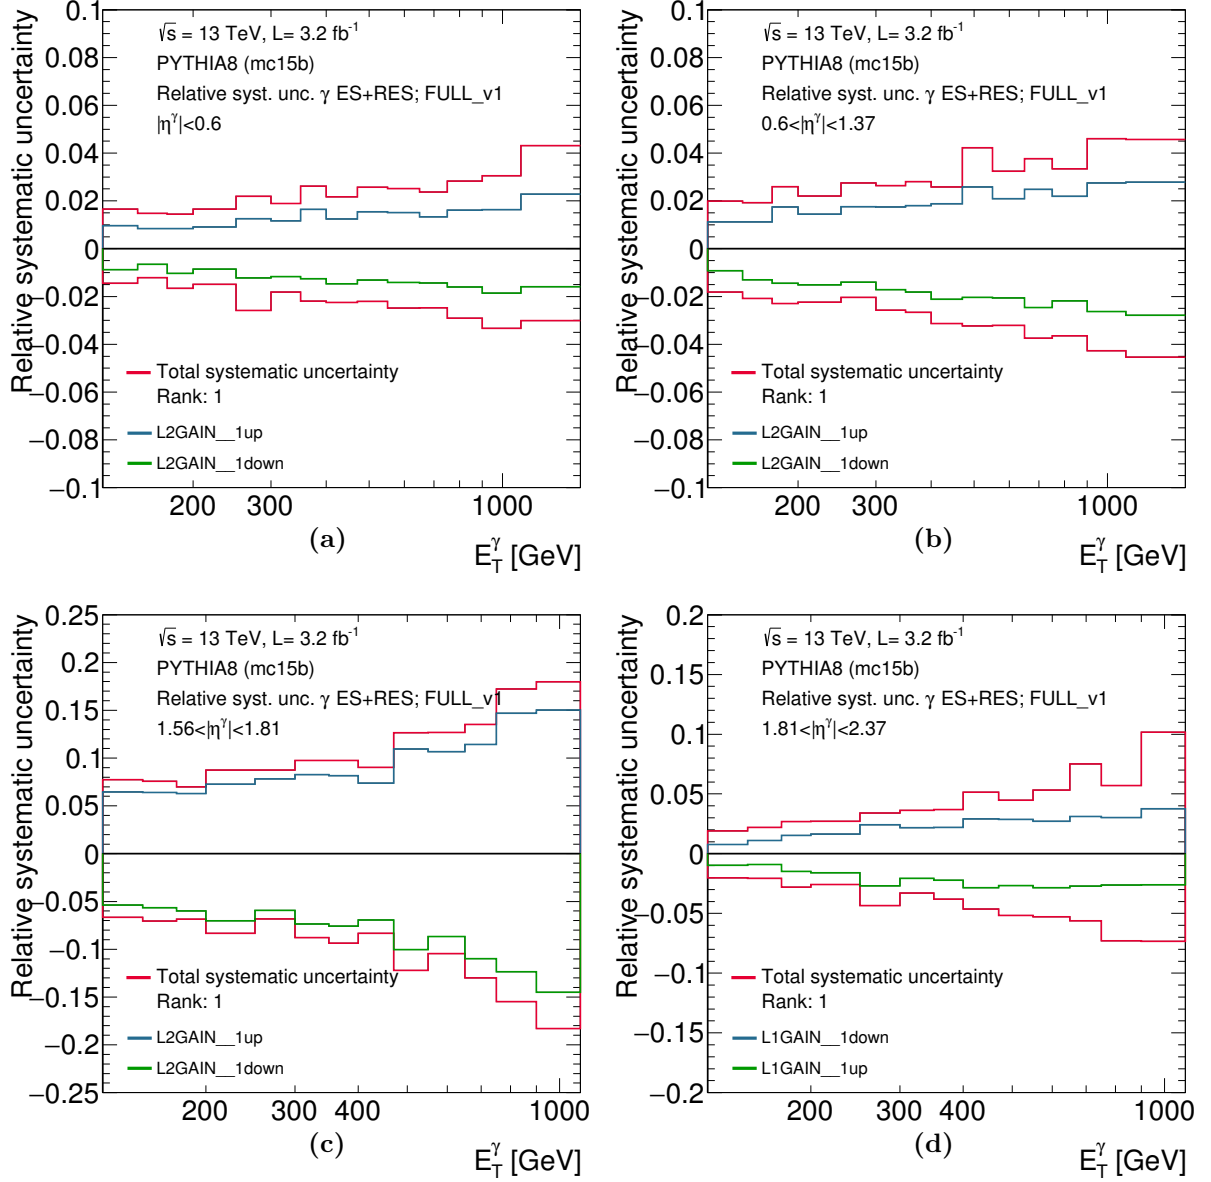 0.1
0.08
0.06
0.04
0.02
0
−0.02
−0.04
−0.06
−0.08
−0.1
Relative systematic uncertainty
√s = 13 TeV, L= 3.2 fb⁻¹
PYTHIA8 (mc15b)
Relative syst. unc. γ ES+RES; FULL_v1
|η^γ|<0.6
Total systematic uncertainty
Rank: 1
L2GAIN__1up
L2GAIN__1down
200 300 1000
(a)
E_T^γ [GeV]
0.1
0.08
0.06
0.04
0.02
0
−0.02
−0.04
−0.06
−0.08
−0.1
Relative systematic uncertainty
√s = 13 TeV, L= 3.2 fb⁻¹
PYTHIA8 (mc15b)
Relative syst. unc. γ ES+RES; FULL_v1
0.6<|η^γ|<1.37
Total systematic uncertainty
Rank: 1
L2GAIN__1up
L2GAIN__1down
200 300 1000
(b)
E_T^γ [GeV]
0.25
0.2
0.15
0.1
0.05
0
−0.05
−0.1
−0.15
−0.2
−0.25
Relative systematic uncertainty
√s = 13 TeV, L= 3.2 fb⁻¹
PYTHIA8 (mc15b)
Relative syst. unc. γ ES+RES; FULL_v1
1.56<|η^γ|<1.81
Total systematic uncertainty
Rank: 1
L2GAIN__1up
L2GAIN__1down
200 300 400 1000
(c)
E_T^γ [GeV]
0.2
0.15
0.1
0.05
0
−0.05
−0.1
−0.15
−0.2
Relative systematic uncertainty
√s = 13 TeV, L= 3.2 fb⁻¹
PYTHIA8 (mc15b)
Relative syst. unc. γ ES+RES; FULL_v1
1.81<|η^γ|<2.37
Total systematic uncertainty
Rank: 1
L1GAIN__1down
L1GAIN__1up
200 300 400 1000
(d)
E_T^γ [GeV]